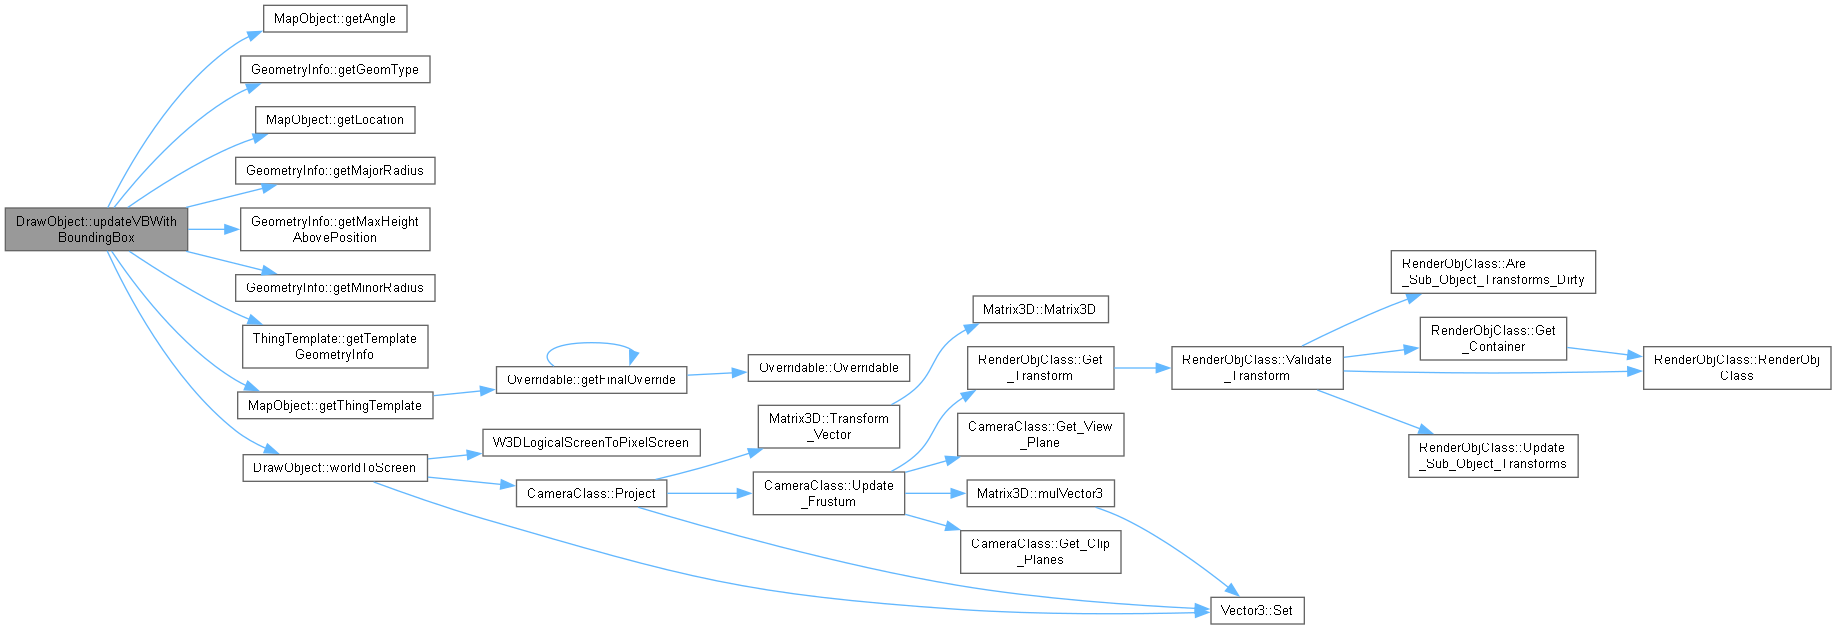 MapObject::getAngle
GeometryInfo::getGeomType
MapObject::getLocation
GeometryInfo::getMajorRadius
DrawObject::updateVBWith
BoundingBox
GeometryInfo::getMaxHeight
AbovePosition
GeometryInfo::getMinorRadius
ThingTemplate::getTemplate
GeometryInfo
MapObject::getThingTemplate
DrawObject::worldToScreen
Overridable::getFinalOverride
Overridable::Overridable
W3DLogicalScreenToPixelScreen
CameraClass::Project
Matrix3D::Transform
_Vector
CameraClass::Update
_Frustum
Matrix3D::Matrix3D
RenderObjClass::Get
_Transform
CameraClass::Get_View
_Plane
Matrix3D::mulVector3
CameraClass::Get_Clip
_Planes
RenderObjClass::Validate
_Transform
Vector3::Set
RenderObjClass::Are
_Sub_Object_Transforms_Dirty
RenderObjClass::Get
_Container
RenderObjClass::Update
_Sub_Object_Transforms
RenderObjClass::RenderObj
Class